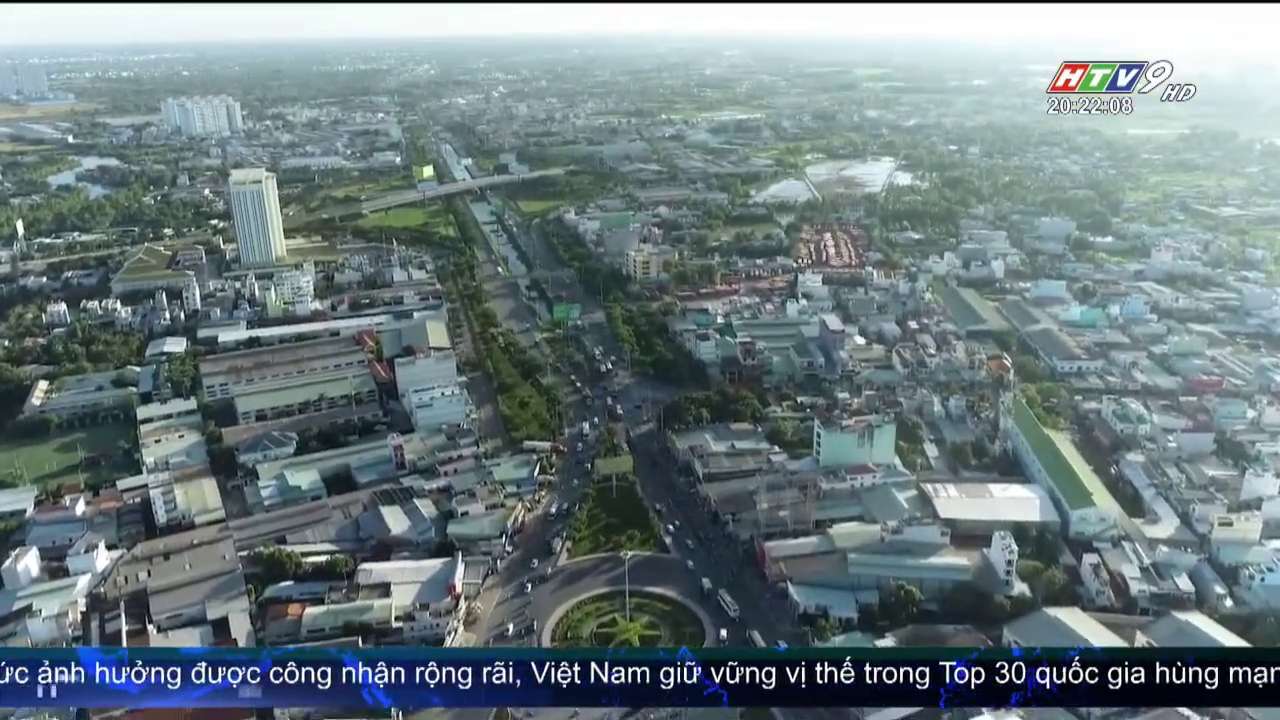 HTV9 HD
20:22:08
ức ảnh hưởng được công nhận rộng rãi, Việt Nam giữ vững vị thế trong Top 30 quốc gia hùng mạn